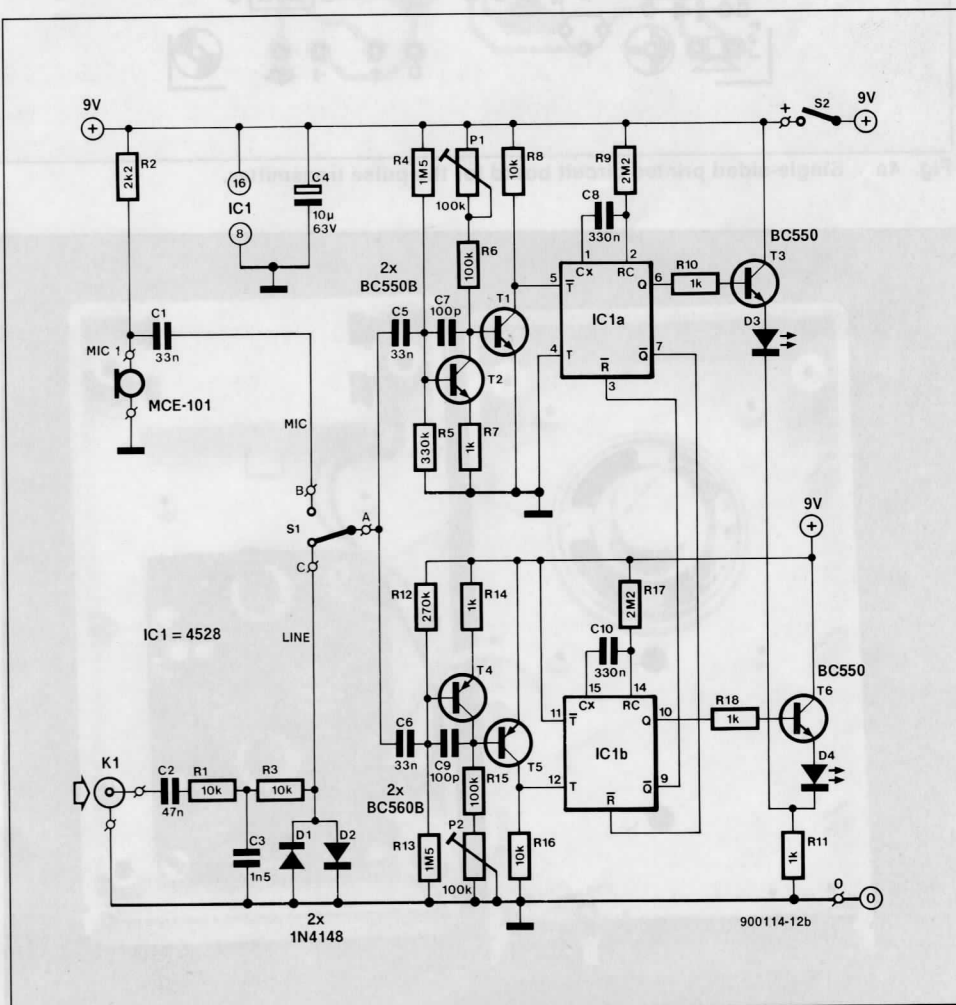 Fig. 4a . Single-sided printed circuit board for the pulse transmitter
9V
S2
9V
+
+
+
R2
2k2
16
IC1
8
C4
10µ
63V
R4
1M5
P1
100k
R8
10k
R9
2M2
C8
330n
R6
100k
BC550
T3
2x
BC550B
C5
33n
C7
100p
T1
1
2
Cx
RC
5
T̅
Q
6
R10
1k
IC1a
D3
C1
33n
MIC 1
MCE-101
T2
4
T
Q̅
7
R̅
3
R5
330k
R7
1k
MIC
B
S1
A
C
9V
+
R12
270k
R14
1k
R17
2M2
C10
330n
IC1 = 4528
LINE
T4
15
14
Cx
RC
BC550
T6
11
T̅
Q
10
R18
1k
C6
33n
C9
100p
T5
IC1b
D4
K1
C2
47n
R1
10k
R3
10k
2x
BC560B
R15
100k
12
T
Q̅
9
R̅
P2
100k
R13
1M5
R16
10k
R11
1k
C3
1n5
D1
D2
0
0
2x
1N4148
900114-12b